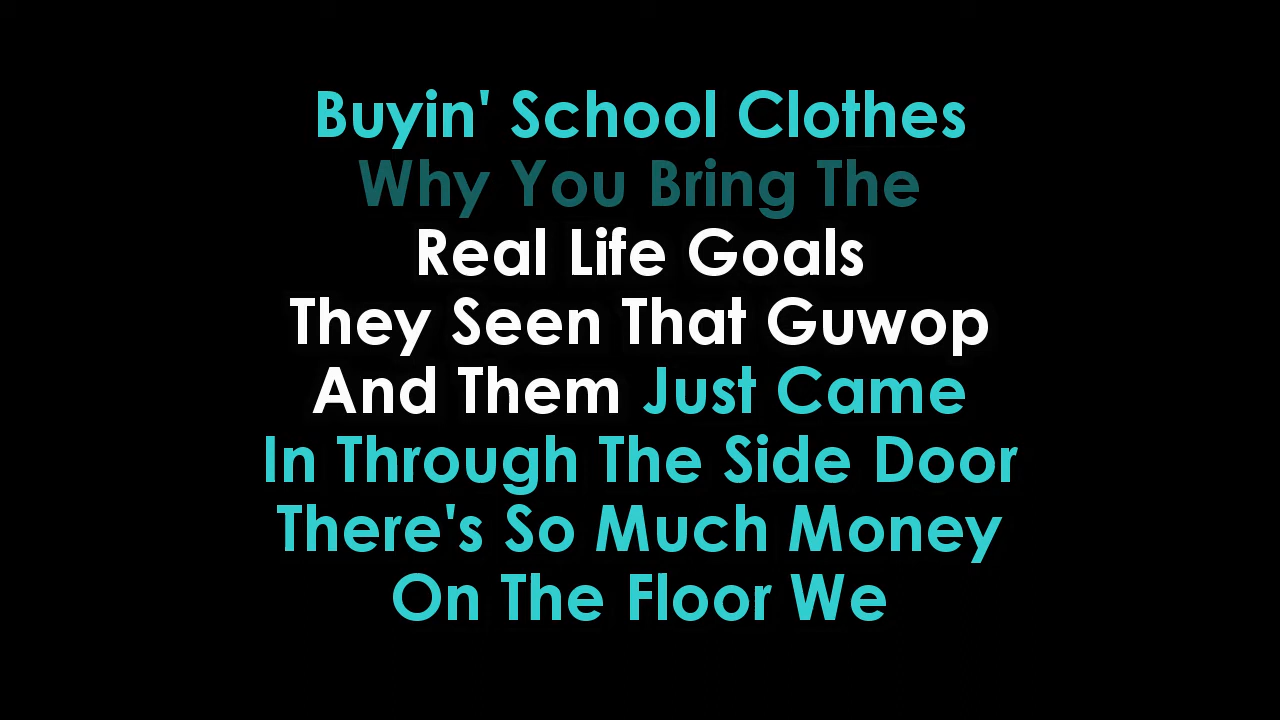 Buyin' School Clothes
Why You Bring The
Real Life Goals
They Seen That Guwop
And Them Just Came
In Through The Side Door
There's So Much Money
On The Floor We